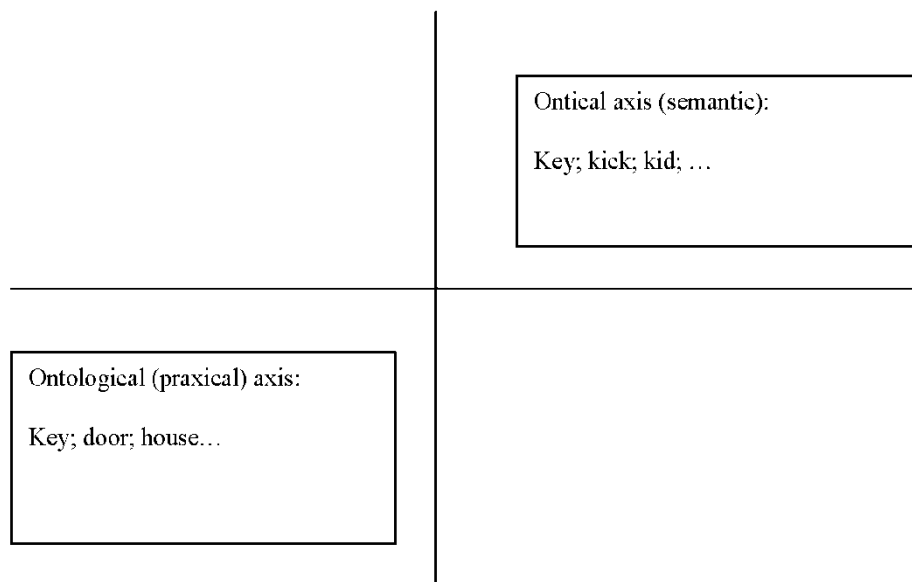 Ontical axis (semantic):
Key; kick; kid; …
Ontological (praxical) axis:
Key; door; house…